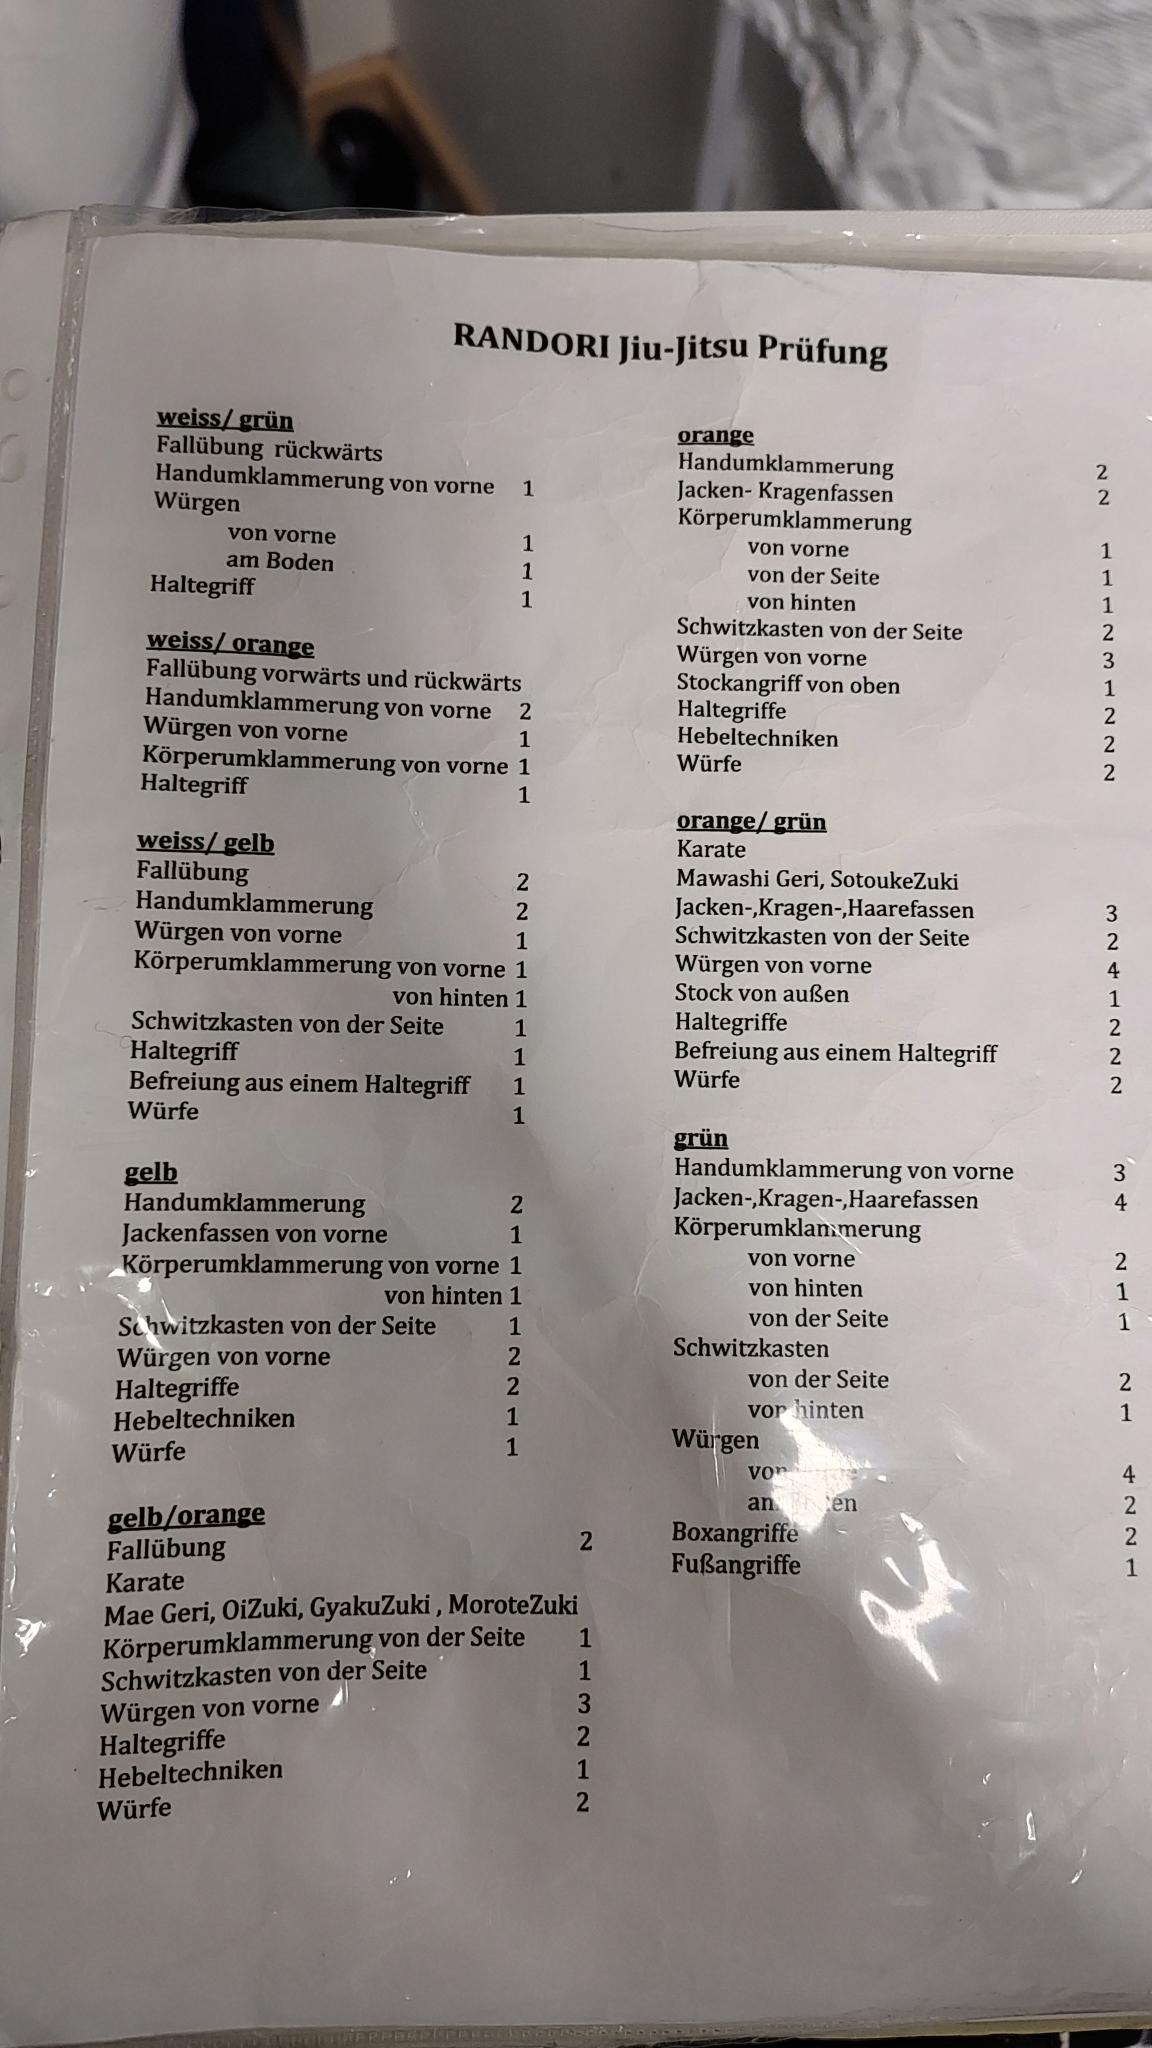 RANDORI Jiu-Jitsu Prüfung
weiss/ grün
Fallübung rückwärts
Handumklammerung von vorne 1
Würgen
von vorne 1
am Boden 1
Haltegriff 1
weiss/ orange
Fallübung vorwärts und rückwärts
Handumklammerung von vorne 2
Würgen von vorne 1
Körperumklammerung von vorne 1
Haltegriff 1
weiss/ gelb
Fallübung 2
Handumklammerung 2
Würgen von vorne 1
Körperumklammerung von vorne 1
von hinten 1
Schwitzkasten von der Seite 1
Haltegriff 1
Befreiung aus einem Haltegriff 1
Würfe 1
gelb
Handumklammerung 2
Jackenfassen von vorne 1
Körperumklammerung von vorne 1
von hinten 1
Schwitzkasten von der Seite 1
Würgen von vorne 2
Haltegriffe 2
Hebeltechniken 1
Würfe 1
gelb/orange
Fallübung 2
Karate
Mae Geri, OiZuki, GyakuZuki , MoroteZuki
Körperumklammerung von der Seite 1
Schwitzkasten von der Seite 1
Würgen von vorne 3
Haltegriffe 2
Hebeltechniken 1
Würfe 2
orange
Handumklammerung 2
Jacken- Kragenfassen 2
Körperumklammerung
von vorne 1
von der Seite 1
von hinten 1
Schwitzkasten von der Seite 2
Würgen von vorne 3
Stockangriff von oben 1
Haltegriffe 2
Hebeltechniken 2
Würfe 2
orange/ grün
Karate
Mawashi Geri, SotoukeZuki
Jacken-,Kragen-,Haarefassen 3
Schwitzkasten von der Seite 2
Würgen von vorne 4
Stock von außen 1
Haltegriffe 2
Befreiung aus einem Haltegriff 2
Würfe 2
grün
Handumklammerung von vorne 3
Jacken-,Kragen-,Haarefassen 4
Körperumklammerung
von vorne 2
von hinten 1
von der Seite 1
Schwitzkasten
von der Seite 2
von hinten 1
Würgen
von 4
2
Boxangriffe 2
Fußangriffe 1